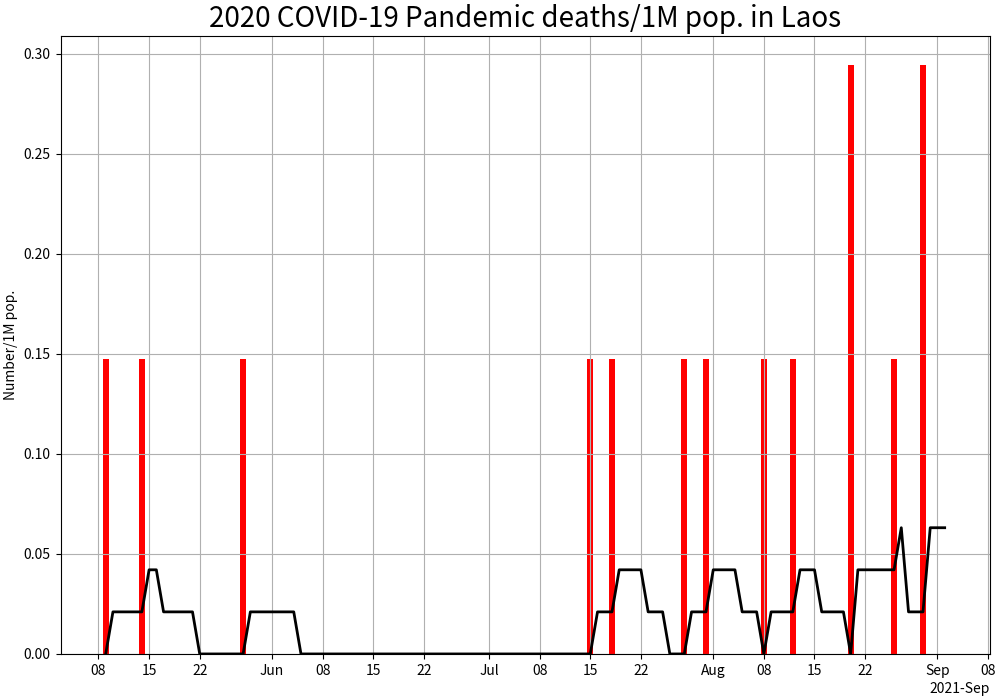 2020 COVID-19 Pandemic deaths/1M pop. in Laos
Number/1M pop.
0.30
0.25
0.20
0.15
0.10
0.05
0.00
08 15 22 Jun 08 15 22 Jul 08 15 22 Aug 08 15 22 Sep 08
2021-Sep